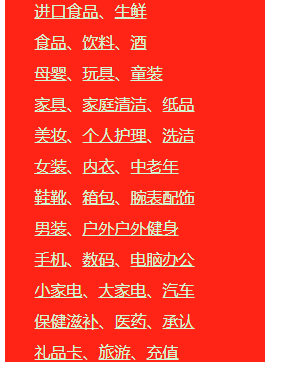 进口食品、生鲜
食品、饮料、酒
母婴、玩具、童装
家具、家庭清洁、纸品
美妆、个人护理、洗洁
女装、内衣、中老年
鞋靴、箱包、腕表配饰
男装、户外户外健身
手机、数码、电脑办公
小家电、大家电、汽车
保健滋补、医药、承认
礼品卡、旅游、充值